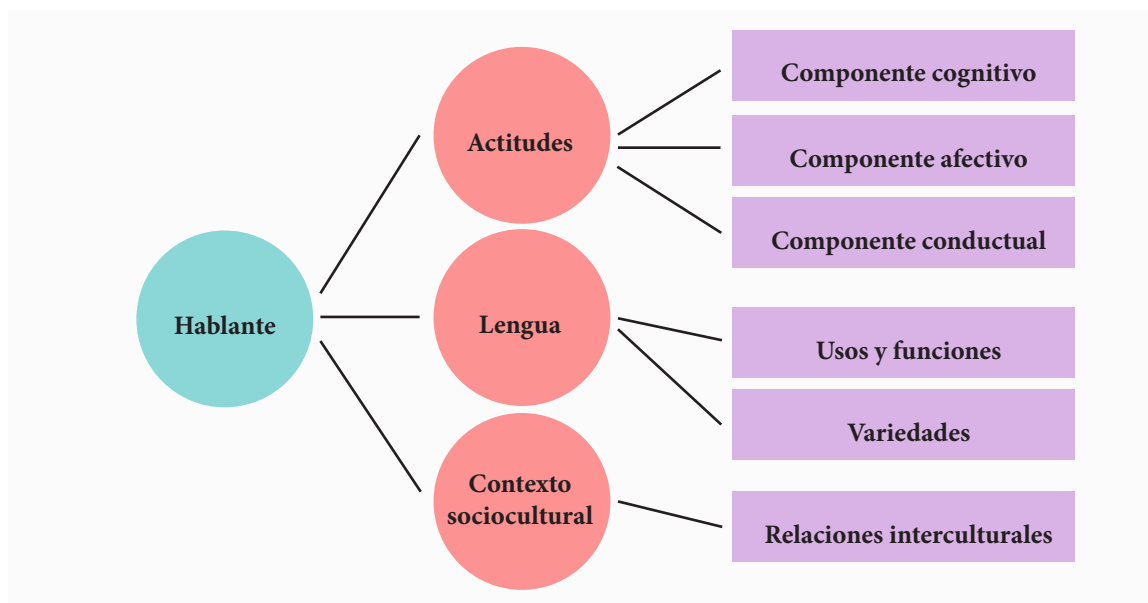 Hablante
Actitudes
Componente cognitivo
Componente afectivo
Componente conductual
Lengua
Usos y funciones
Variedades
Contexto
sociocultural
Relaciones interculturales